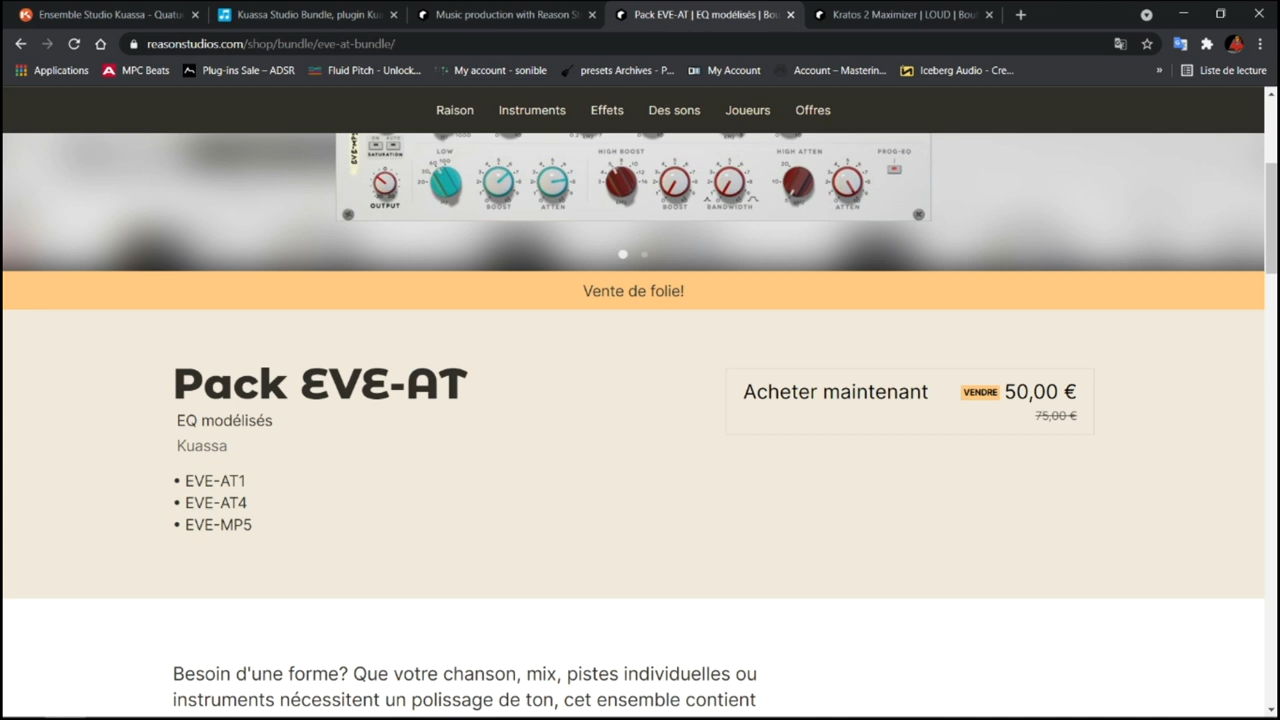 Ensemble Studio Kuassa - Quatu
Kuassa Studio Bundle, plugin Ku
Music production with Reason St
Pack EVE-AT | EQ modélisés | Bou
Kratos 2 Maximizer | LOUD | Bout
reasonstudios.com/shop/bundle/eve-at-bundle/
Applications
MPC Beats
Plug-ins Sale – ADSR
Fluid Pitch - Unlock...
My account - sonible
presets Archives - P...
My Account
Account – Masterin...
Iceberg Audio - Cre...
»
Liste de lecture
Raison
Instruments
Effets
Des sons
Joueurs
Offres
EVE-MP5
ON AUTO
SATURATION
OUTPUT
LOW
BOOST
ATTEN
HIGH BOOST
BOOST
BANDWIDTH
HIGH ATTEN
ATTEN
PROG-EQ
Vente de folie!
Pack EVE-AT
EQ modélisés
Kuassa
• EVE-AT1
• EVE-AT4
• EVE-MP5
Acheter maintenant
VENDRE 50,00 €
75,00 €
Besoin d'une forme? Que votre chanson, mix, pistes individuelles ou
instruments nécessitent un polissage de ton, cet ensemble contient